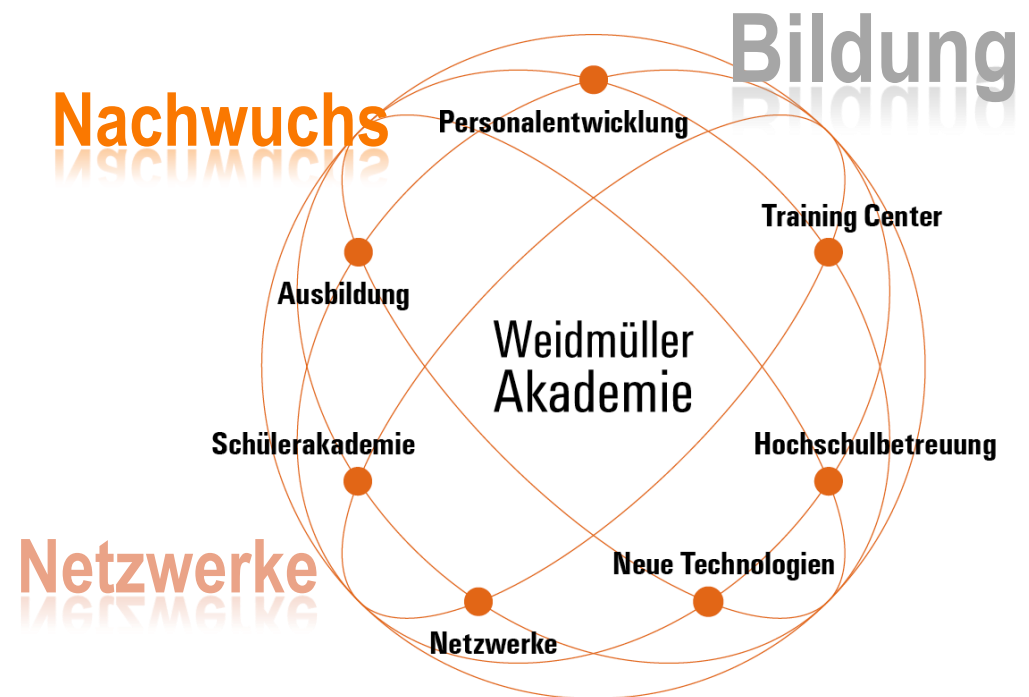 Bildung
Nachwuchs
Personalentwicklung
Training Center
Ausbildung
Weidmüller
Akademie
Schülerakademie
Hochschulbetreuung
Netzwerke
Neue Technologien
Netzwerke